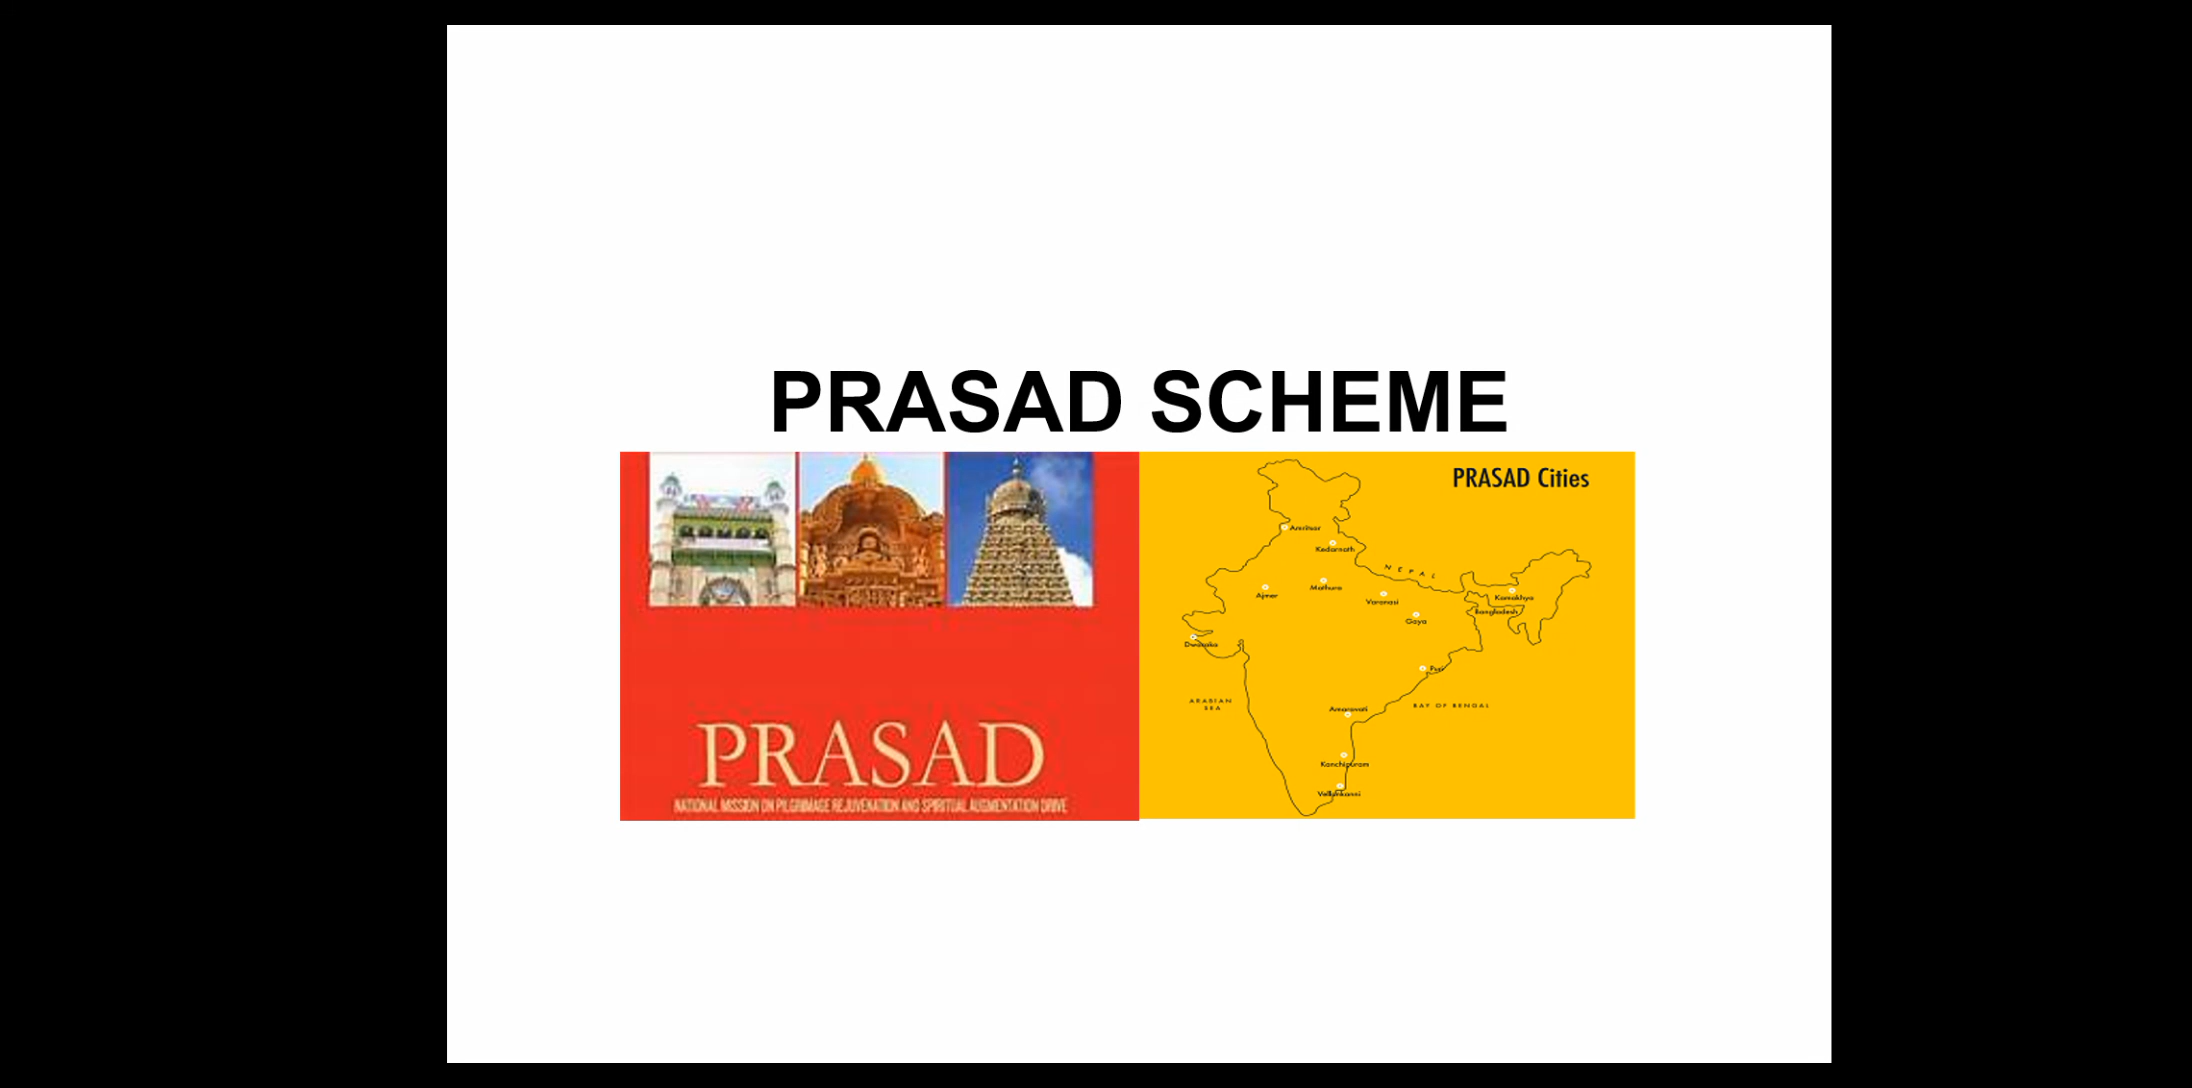 PRASAD SCHEME
PRASAD
NATIONAL MISSION ON PILGRIMAGE REJUVENATION AND SPIRITUAL AUGMENTATION DRIVE
PRASAD Cities
Amritsar
Kedarnath
NEPAL
Ajmer
Mathura
Varanasi
Kamakhya
Bangladesh
Gaya
Dwaraka
Puri
ARABIAN
SEA
BAY OF BENGAL
Amaravati
Kanchipuram
Vellankanni